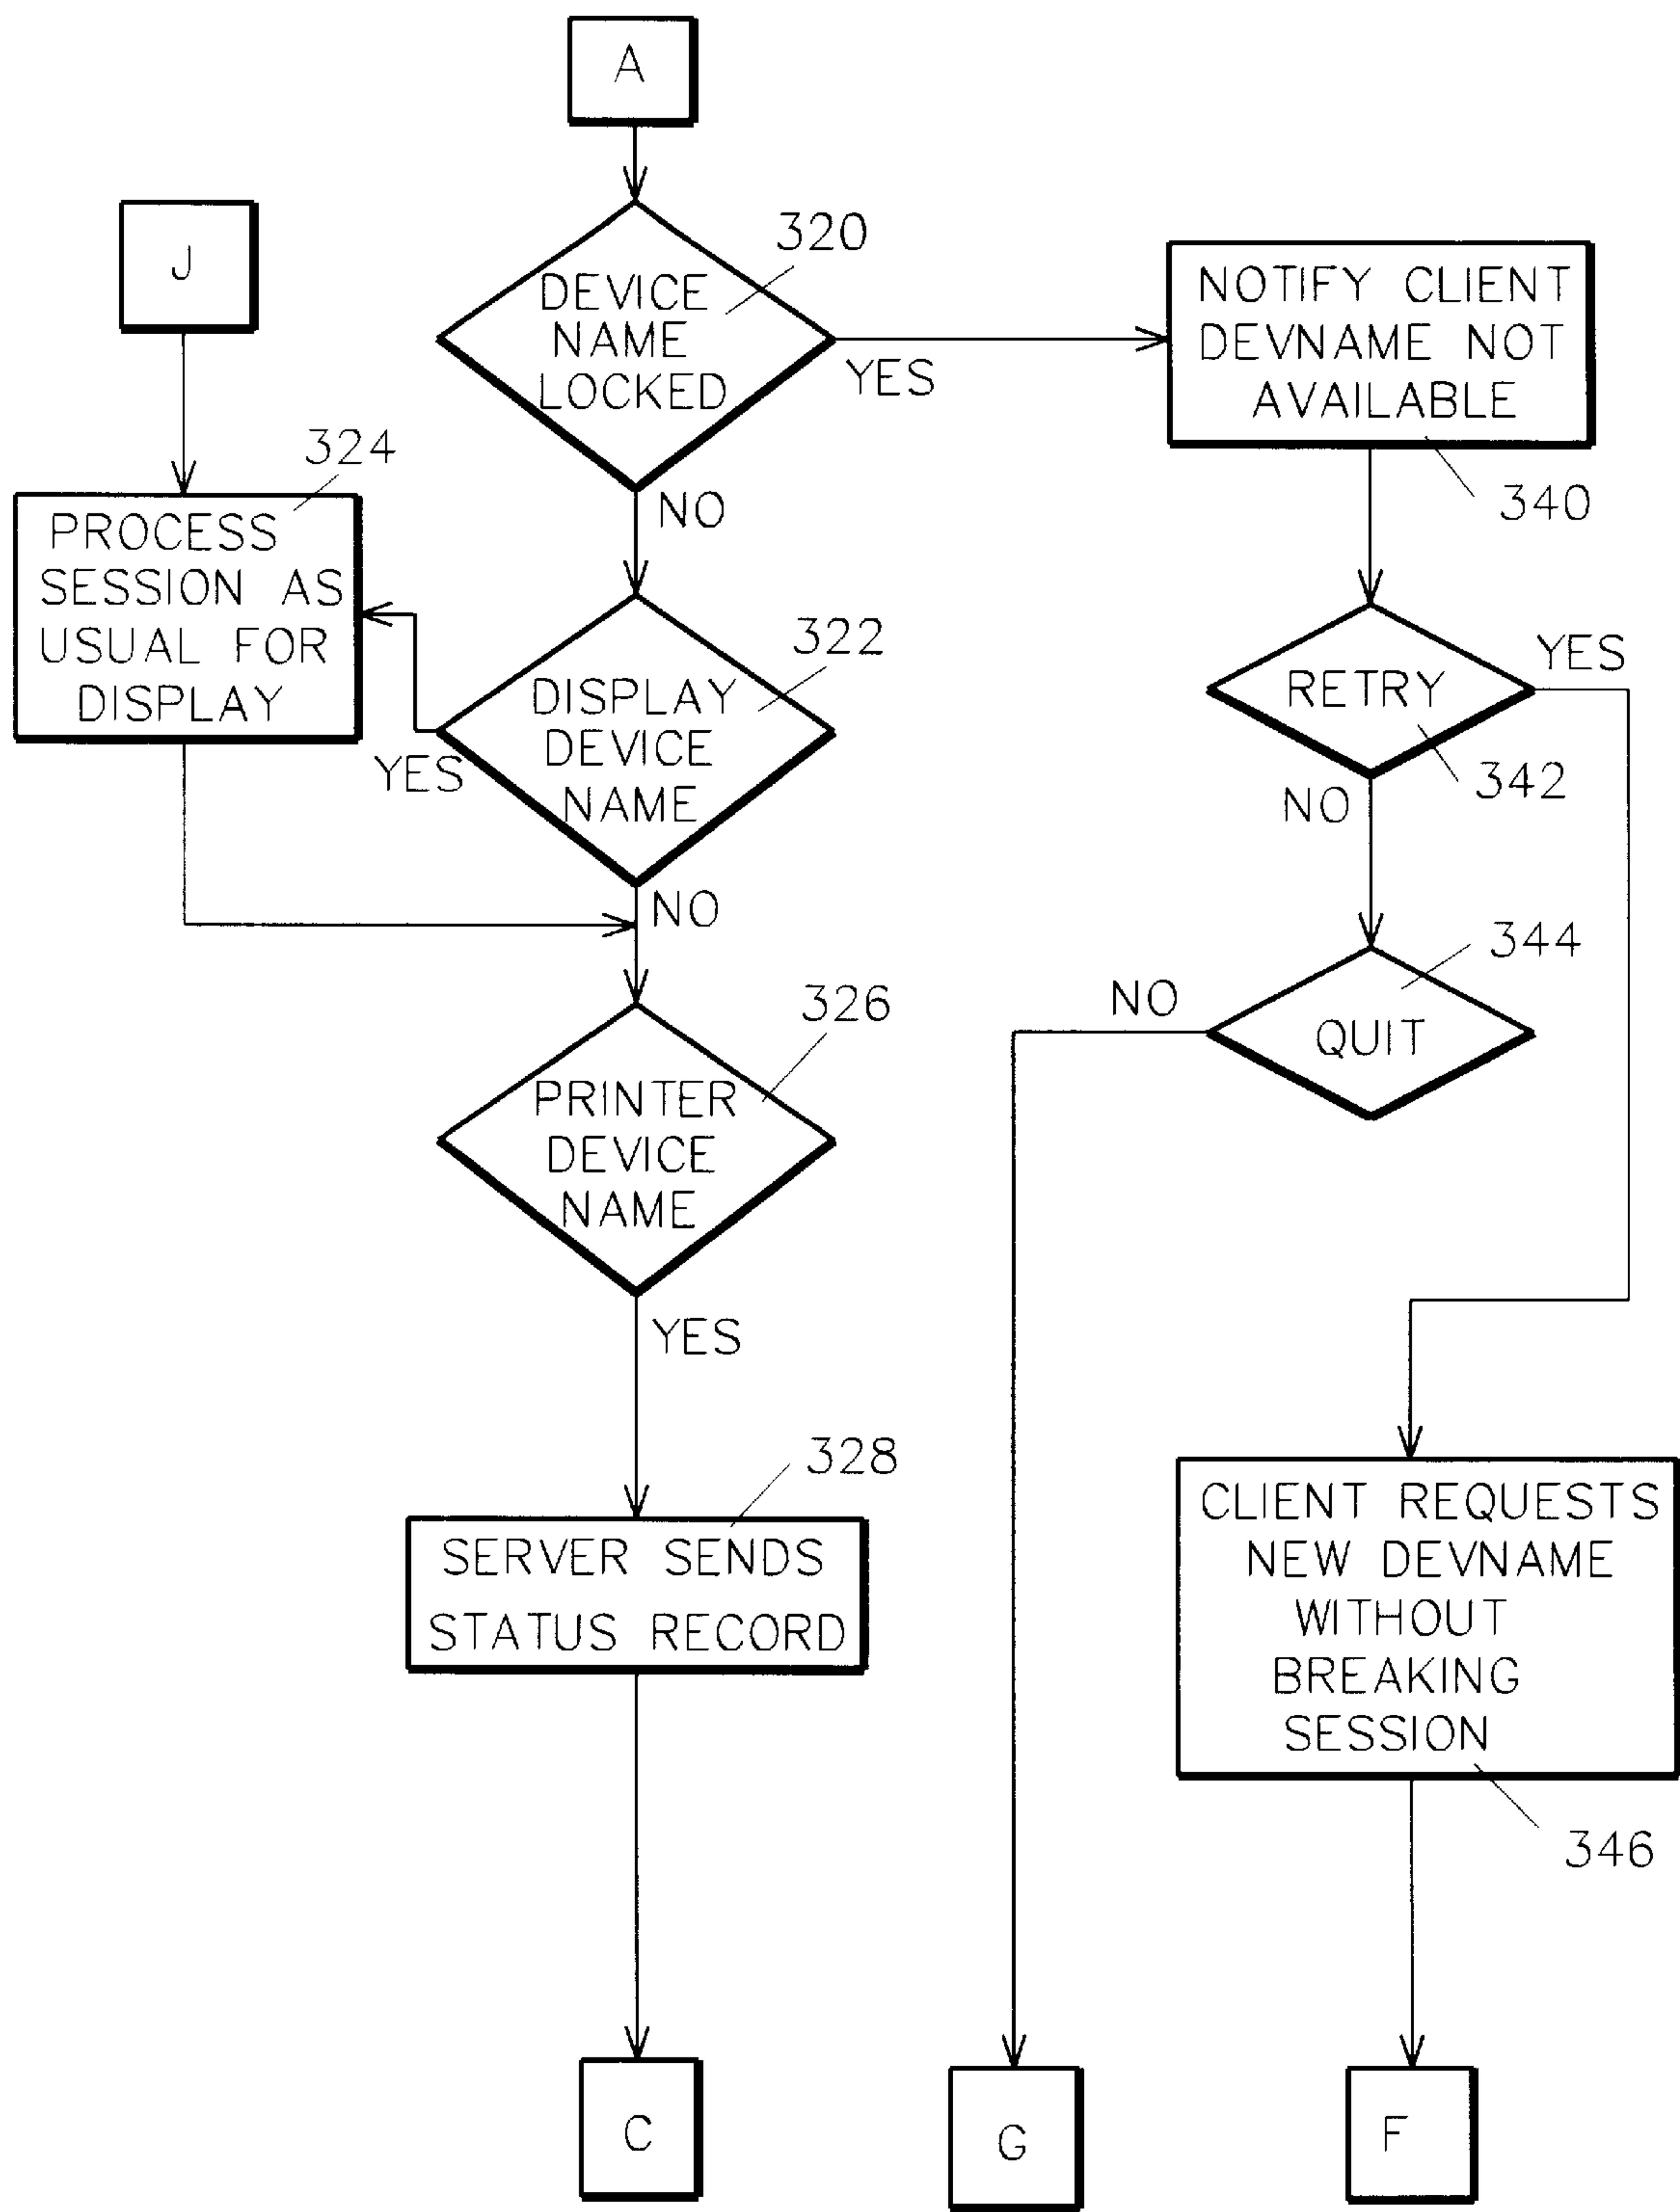 A
J
320
DEVICE
NAME
LOCKED
YES
NO
NOTIFY CLIENT
DEVNAME NOT
AVAILABLE
340
324
PROCESS
SESSION AS
USUAL FOR
DISPLAY
322
DISPLAY
DEVICE
NAME
YES
NO
RETRY
YES
342
NO
344
QUIT
NO
326
PRINTER
DEVICE
NAME
YES
328
SERVER SENDS
STATUS RECORD
CLIENT REQUESTS
NEW DEVNAME
WITHOUT
BREAKING
SESSION
346
C
G
F